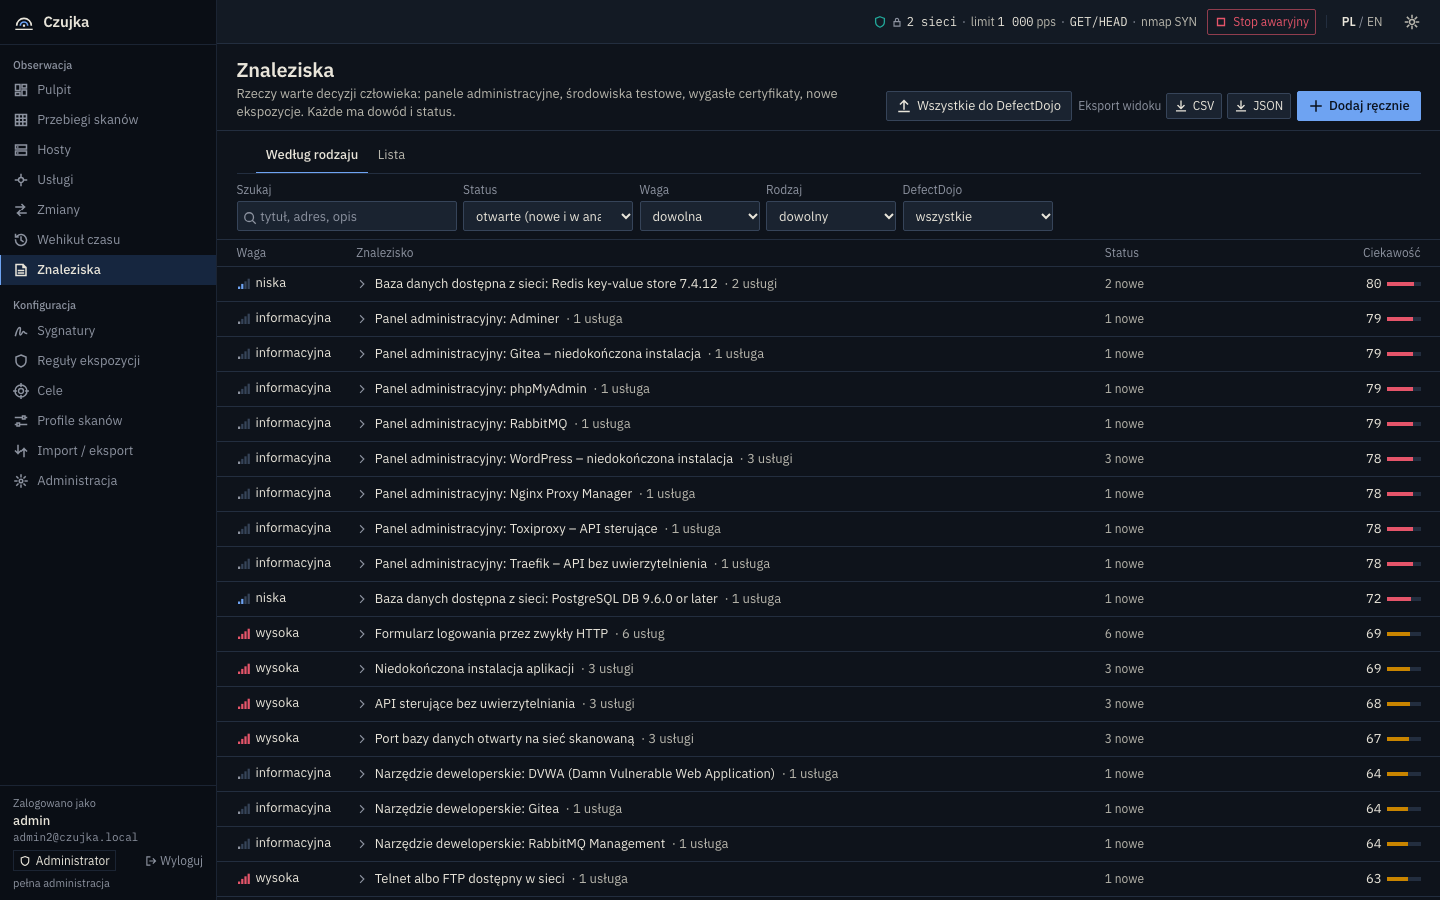 Czujka
2 sieci · limit 1 000 pps · GET/HEAD · nmap SYN
Stop awaryjny
PL / EN
Obserwacja
Pulpit
Przebiegi skanów
Hosty
Usługi
Zmiany
Wehikuł czasu
Znaleziska
Konfiguracja
Sygnatury
Reguły ekspozycji
Cele
Profile skanów
Import / eksport
Administracja
Zalogowano jako
admin
admin2@czujka.local
Administrator
Wyloguj
pełna administracja
Znaleziska
Rzeczy warte decyzji człowieka: panele administracyjne, środowiska testowe, wygasłe certyfikaty, nowe
ekspozycje. Każde ma dowód i status.
Wszystkie do DefectDojo
Eksport widoku
CSV
JSON
Dodaj ręcznie
Według rodzaju
Lista
Szukaj Status Waga Rodzaj DefectDojo
tytuł, adres, opis otwarte (nowe i w ana dowolna dowolny wszystkie
Waga Znalezisko Status Ciekawość
niska Baza danych dostępna z sieci: Redis key-value store 7.4.12 · 2 usługi 2 nowe 80
informacyjna Panel administracyjny: Adminer · 1 usługa 1 nowe 79
informacyjna Panel administracyjny: Gitea – niedokończona instalacja · 1 usługa 1 nowe 79
informacyjna Panel administracyjny: phpMyAdmin · 1 usługa 1 nowe 79
informacyjna Panel administracyjny: RabbitMQ · 1 usługa 1 nowe 79
informacyjna Panel administracyjny: WordPress – niedokończona instalacja · 3 usługi 3 nowe 78
informacyjna Panel administracyjny: Nginx Proxy Manager · 1 usługa 1 nowe 78
informacyjna Panel administracyjny: Toxiproxy – API sterujące · 1 usługa 1 nowe 78
informacyjna Panel administracyjny: Traefik – API bez uwierzytelnienia · 1 usługa 1 nowe 78
niska Baza danych dostępna z sieci: PostgreSQL DB 9.6.0 or later · 1 usługa 1 nowe 72
wysoka Formularz logowania przez zwykły HTTP · 6 usług 6 nowe 69
wysoka Niedokończona instalacja aplikacji · 3 usługi 3 nowe 69
wysoka API sterujące bez uwierzytelniania · 3 usługi 3 nowe 68
wysoka Port bazy danych otwarty na sieć skanowaną · 3 usługi 3 nowe 67
informacyjna Narzędzie deweloperskie: DVWA (Damn Vulnerable Web Application) · 1 usługa 1 nowe 64
informacyjna Narzędzie deweloperskie: Gitea · 1 usługa 1 nowe 64
informacyjna Narzędzie deweloperskie: RabbitMQ Management · 1 usługa 1 nowe 64
wysoka Telnet albo FTP dostępny w sieci · 1 usługa 1 nowe 63